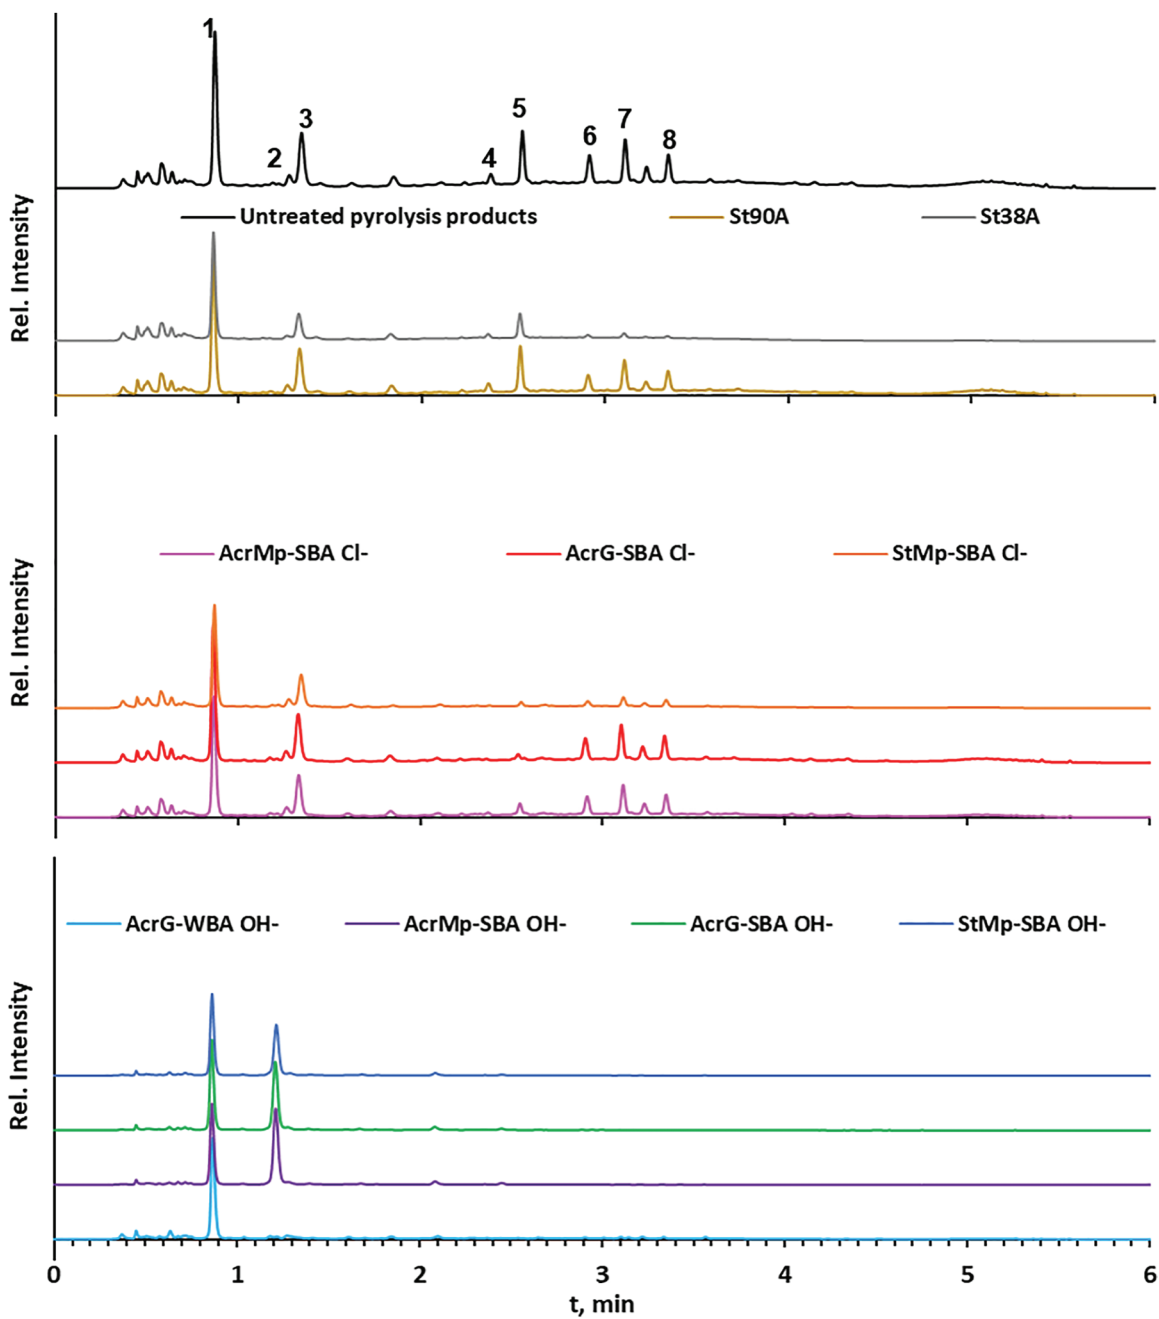 1
2
3
4
5
6
7
8
Rel. Intensity
Untreated pyrolysis products St90A St38A
Rel. Intensity
AcrMp-SBA Cl- AcrG-SBA Cl- StMp-SBA Cl-
Rel. Intensity
AcrG-WBA OH- AcrMp-SBA OH- AcrG-SBA OH- StMp-SBA OH-
0 1 2 3 4 5 6
t, min